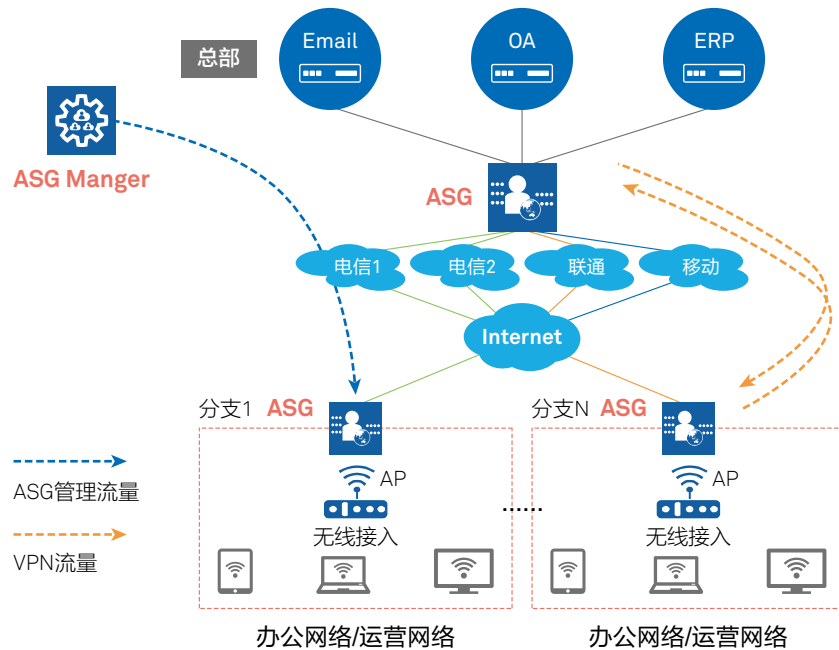 总部
Email
OA
ERP
ASG Manger
ASG
电信1
电信2
联通
移动
Internet
分支1 ASG
分支N ASG
AP
AP
......
无线接入
无线接入
ASG管理流量
VPN流量
办公网络/运营网络
办公网络/运营网络